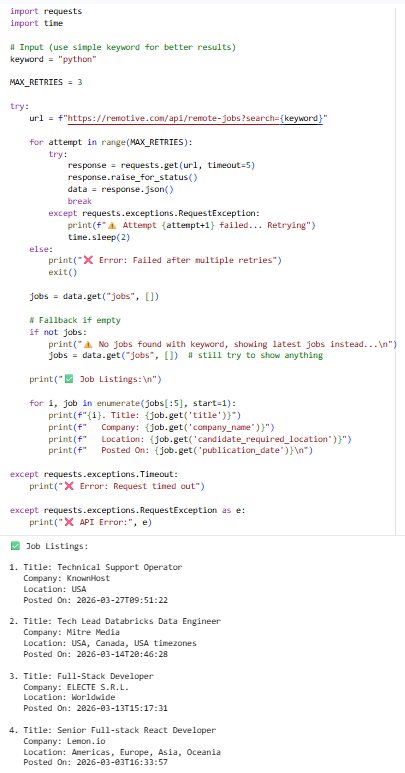 import requests
import time

# Input (use simple keyword for better results)
keyword = "python"

MAX_RETRIES = 3

try:
    url = f"https://remotive.com/api/remote-jobs?search={keyword}"

    for attempt in range(MAX_RETRIES):
        try:
            response = requests.get(url, timeout=5)
            response.raise_for_status()
            data = response.json()
            break
        except requests.exceptions.RequestException:
            print(f"⚠️ Attempt {attempt+1} failed... Retrying")
            time.sleep(2)
    else:
        print("❌ Error: Failed after multiple retries")
        exit()

    jobs = data.get("jobs", [])

    # Fallback if empty
    if not jobs:
        print("⚠️ No jobs found with keyword, showing latest jobs instead...\n")
        jobs = data.get("jobs", [])  # still try to show anything

    print("✅ Job Listings:\n")

    for i, job in enumerate(jobs[:5], start=1):
        print(f"{i}. Title: {job.get('title')}")
        print(f"   Company: {job.get('company_name')}")
        print(f"   Location: {job.get('candidate_required_location')}")
        print(f"   Posted On: {job.get('publication_date')}\n")

except requests.exceptions.Timeout:
    print("❌ Error: Request timed out")

except requests.exceptions.RequestException as e:
    print("❌ API Error:", e)

✅ Job Listings:

1. Title: Technical Support Operator
   Company: KnownHost
   Location: USA
   Posted On: 2026-03-27T09:51:22

2. Title: Tech Lead Databricks Data Engineer
   Company: Mitre Media
   Location: USA, Canada, USA timezones
   Posted On: 2026-03-14T20:46:28

3. Title: Full-Stack Developer
   Company: ELECTE S.R.L.
   Location: Worldwide
   Posted On: 2026-03-13T15:17:31

4. Title: Senior Full-stack React Developer
   Company: Lemon.io
   Location: Americas, Europe, Asia, Oceania
   Posted On: 2026-03-03T16:33:57